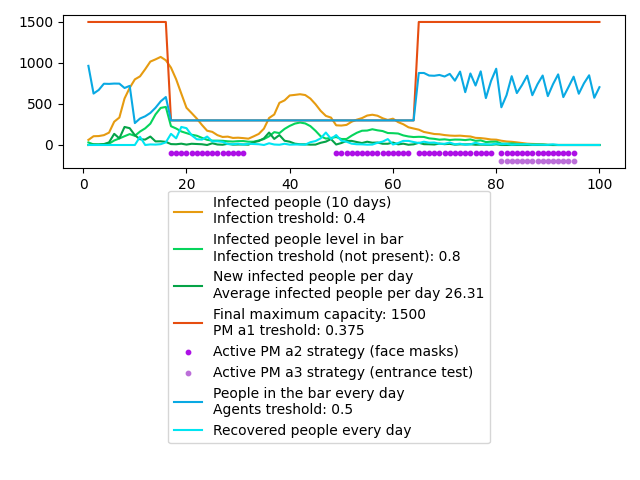 1500
1000
500
0
0 20 40 60 80 100
Infected people (10 days)
Infection treshold: 0.4
Infected people level in bar
Infection treshold (not present): 0.8
New infected people per day
Average infected people per day 26.31
Final maximum capacity: 1500
PM a1 treshold: 0.375
Active PM a2 strategy (face masks)
Active PM a3 strategy (entrance test)
People in the bar every day
Agents treshold: 0.5
Recovered people every day